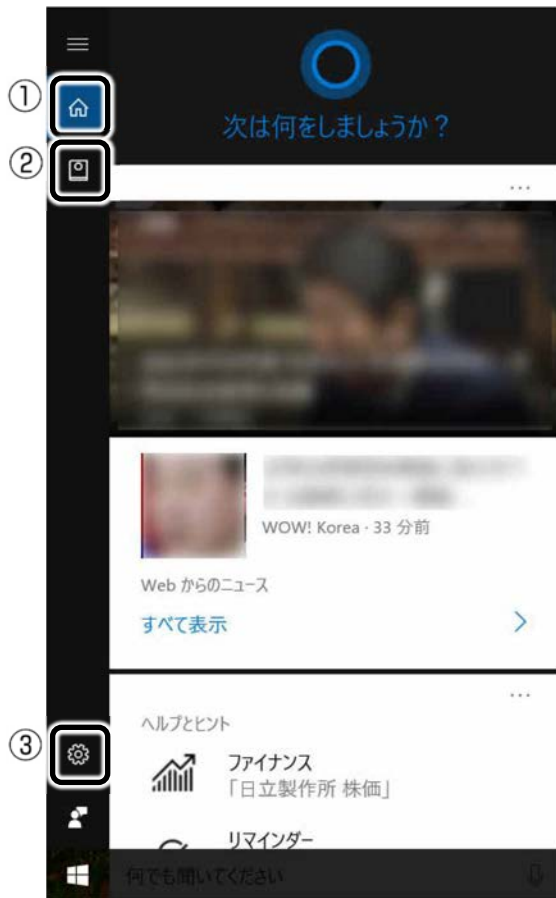 ①
次は何をしましょうか？
②
WOW! Korea · 33 分前
Web からのニュース
すべて表示
ヘルプとヒント
③
ファイナンス
「日立製作所 株価」
リマインダー
何でも聞いてください